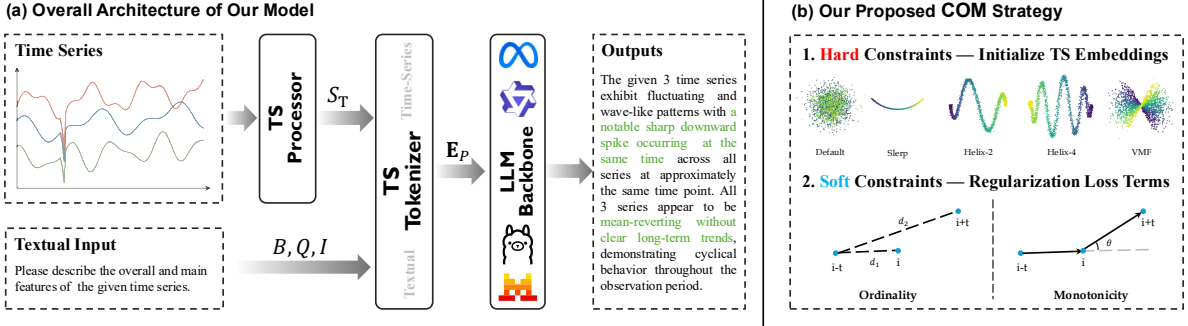 (a) Overall Architecture of Our Model
Time Series
Textual Input
Please describe the overall and main
features of the given time series.
TS
Processor
S_T
B, Q, I
TS
Tokenizer
Time-Series
Textual
E_P
LLM
Backbone
Outputs
The given 3 time series
exhibit fluctuating and
wave-like patterns with a
notable sharp downward
spike occurring at the
same time across all
series at approximately
the same time point. All
3 series appear to be
mean-reverting without
clear long-term trends,
demonstrating cyclical
behavior throughout the
observation period.
(b) Our Proposed COM Strategy
1. Hard Constraints — Initialize TS Embeddings
Default
Slerp
Helix-2
Helix-4
VMF
2. Soft Constraints — Regularization Loss Terms
d₂
i+t
i-t
d₁
i
Ordinality
i+t
θ
i-t
i
Monotonicity